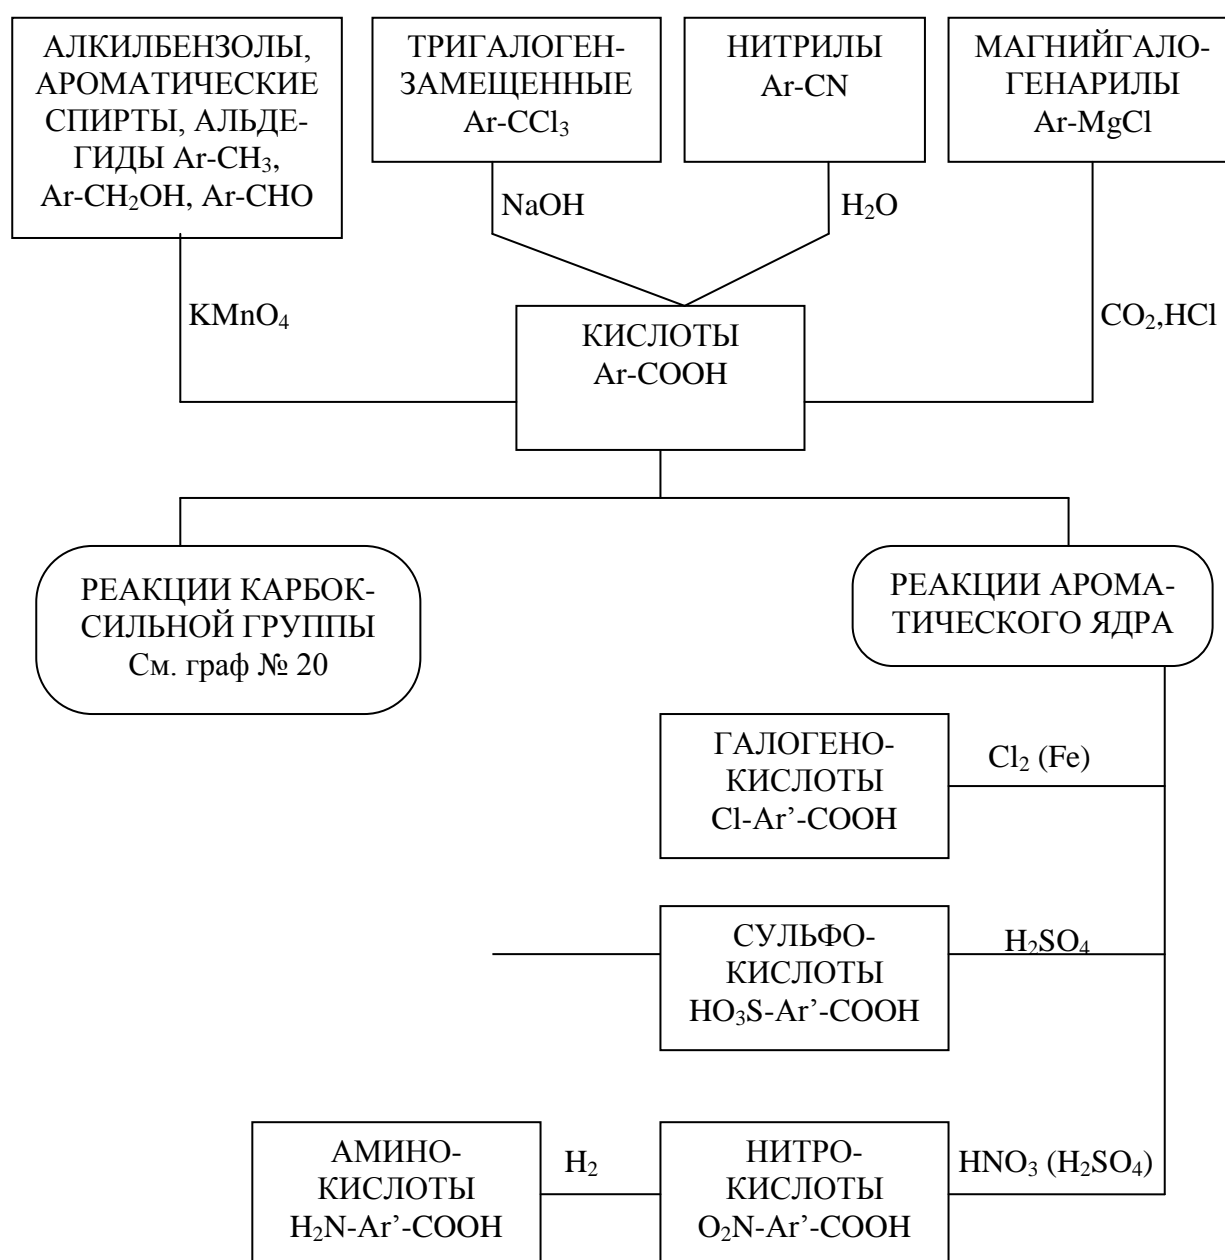 АЛКИЛБЕНЗОЛЫ,
АРОМАТИЧЕСКИЕ
СПИРТЫ, АЛЬДЕ-
ГИДЫ Ar-CH₃,
Ar-CH₂OH, Ar-CHO
ТРИГАЛОГЕН-
ЗАМЕЩЕННЫЕ
Ar-CCl₃
НИТРИЛЫ
Ar-CN
МАГНИЙГАЛО-
ГЕНАРИЛЫ
Ar-MgCl
NaOH
H₂O
KMnO₄
CO₂,HCl
КИСЛОТЫ
Ar-COOH
РЕАКЦИИ КАРБОК-
СИЛЬНОЙ ГРУППЫ
См. граф № 20
РЕАКЦИИ АРОМА-
ТИЧЕСКОГО ЯДРА
ГАЛОГЕНО-
КИСЛОТЫ
Cl-Ar’-COOH
Cl₂ (Fe)
СУЛЬФО-
КИСЛОТЫ
HO₃S-Ar’-COOH
H₂SO₄
АМИНО-
КИСЛОТЫ
H₂N-Ar’-COOH
H₂
НИТРО-
КИСЛОТЫ
O₂N-Ar’-COOH
HNO₃ (H₂SO₄)